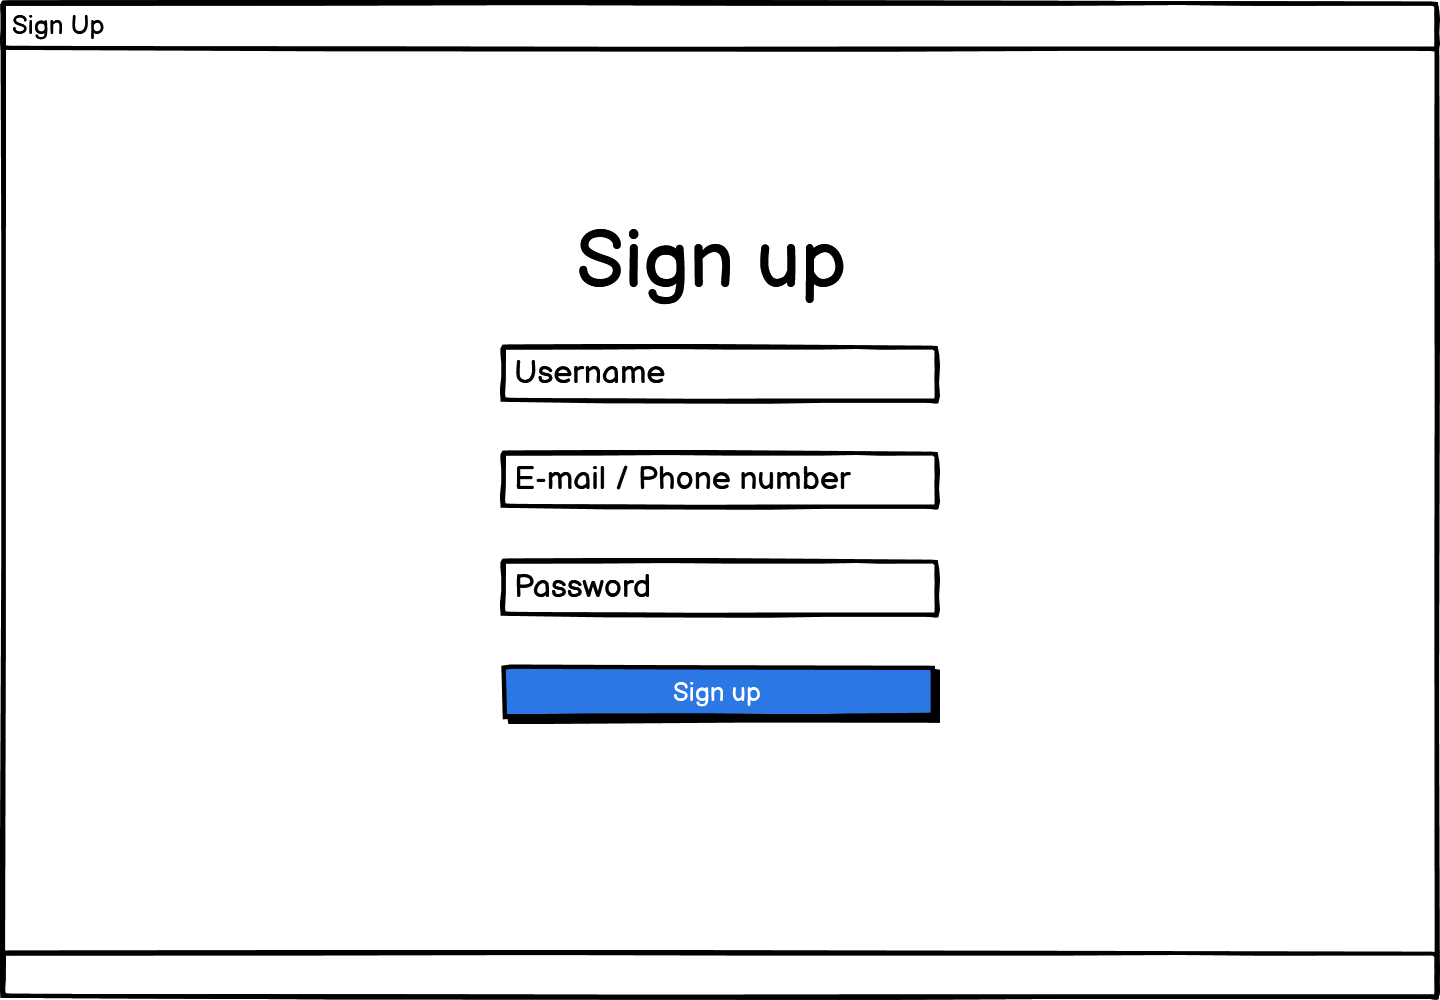 Sign Up
Sign up
Username
E-mail / Phone number
Password
Sign up